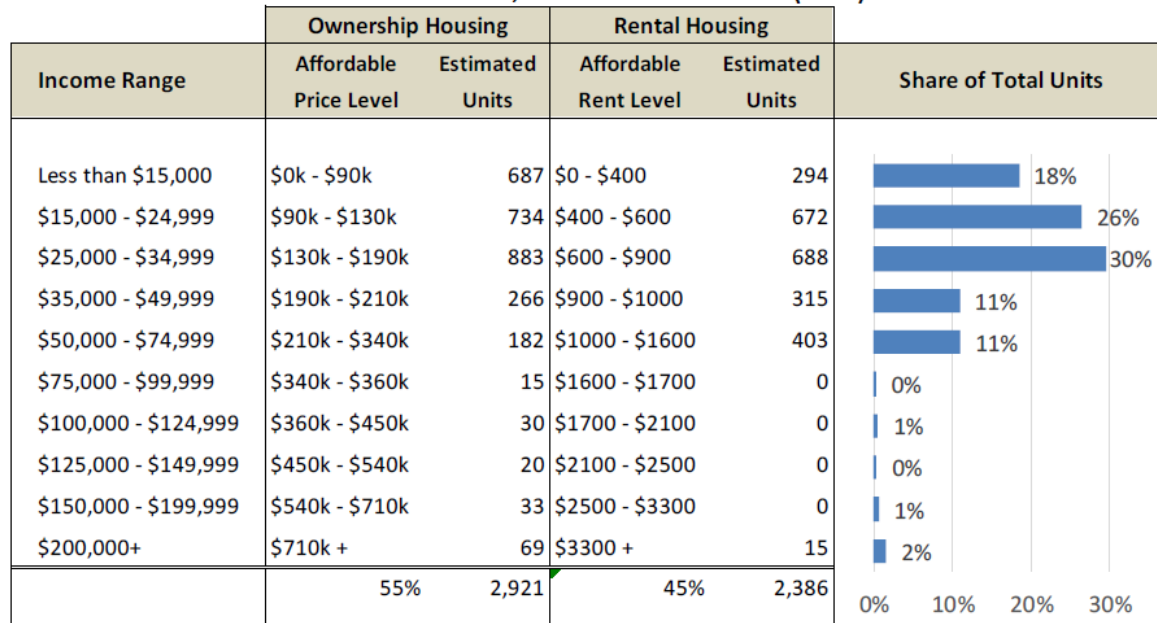 Ownership Housing Rental Housing
Income Range Affordable Price Level Estimated Units Affordable Rent Level Estimated Units Share of Total Units
Less than $15,000 $0k - $90k 687 $0 - $400 294 18%
$15,000 - $24,999 $90k - $130k 734 $400 - $600 672 26%
$25,000 - $34,999 $130k - $190k 883 $600 - $900 688 30%
$35,000 - $49,999 $190k - $210k 266 $900 - $1000 315 11%
$50,000 - $74,999 $210k - $340k 182 $1000 - $1600 403 11%
$75,000 - $99,999 $340k - $360k 15 $1600 - $1700 0 0%
$100,000 - $124,999 $360k - $450k 30 $1700 - $2100 0 1%
$125,000 - $149,999 $450k - $540k 20 $2100 - $2500 0 0%
$150,000 - $199,999 $540k - $710k 33 $2500 - $3300 0 1%
$200,000+ $710k + 69 $3300 + 15 2%
55% 2,921 45% 2,386
0% 10% 20% 30%